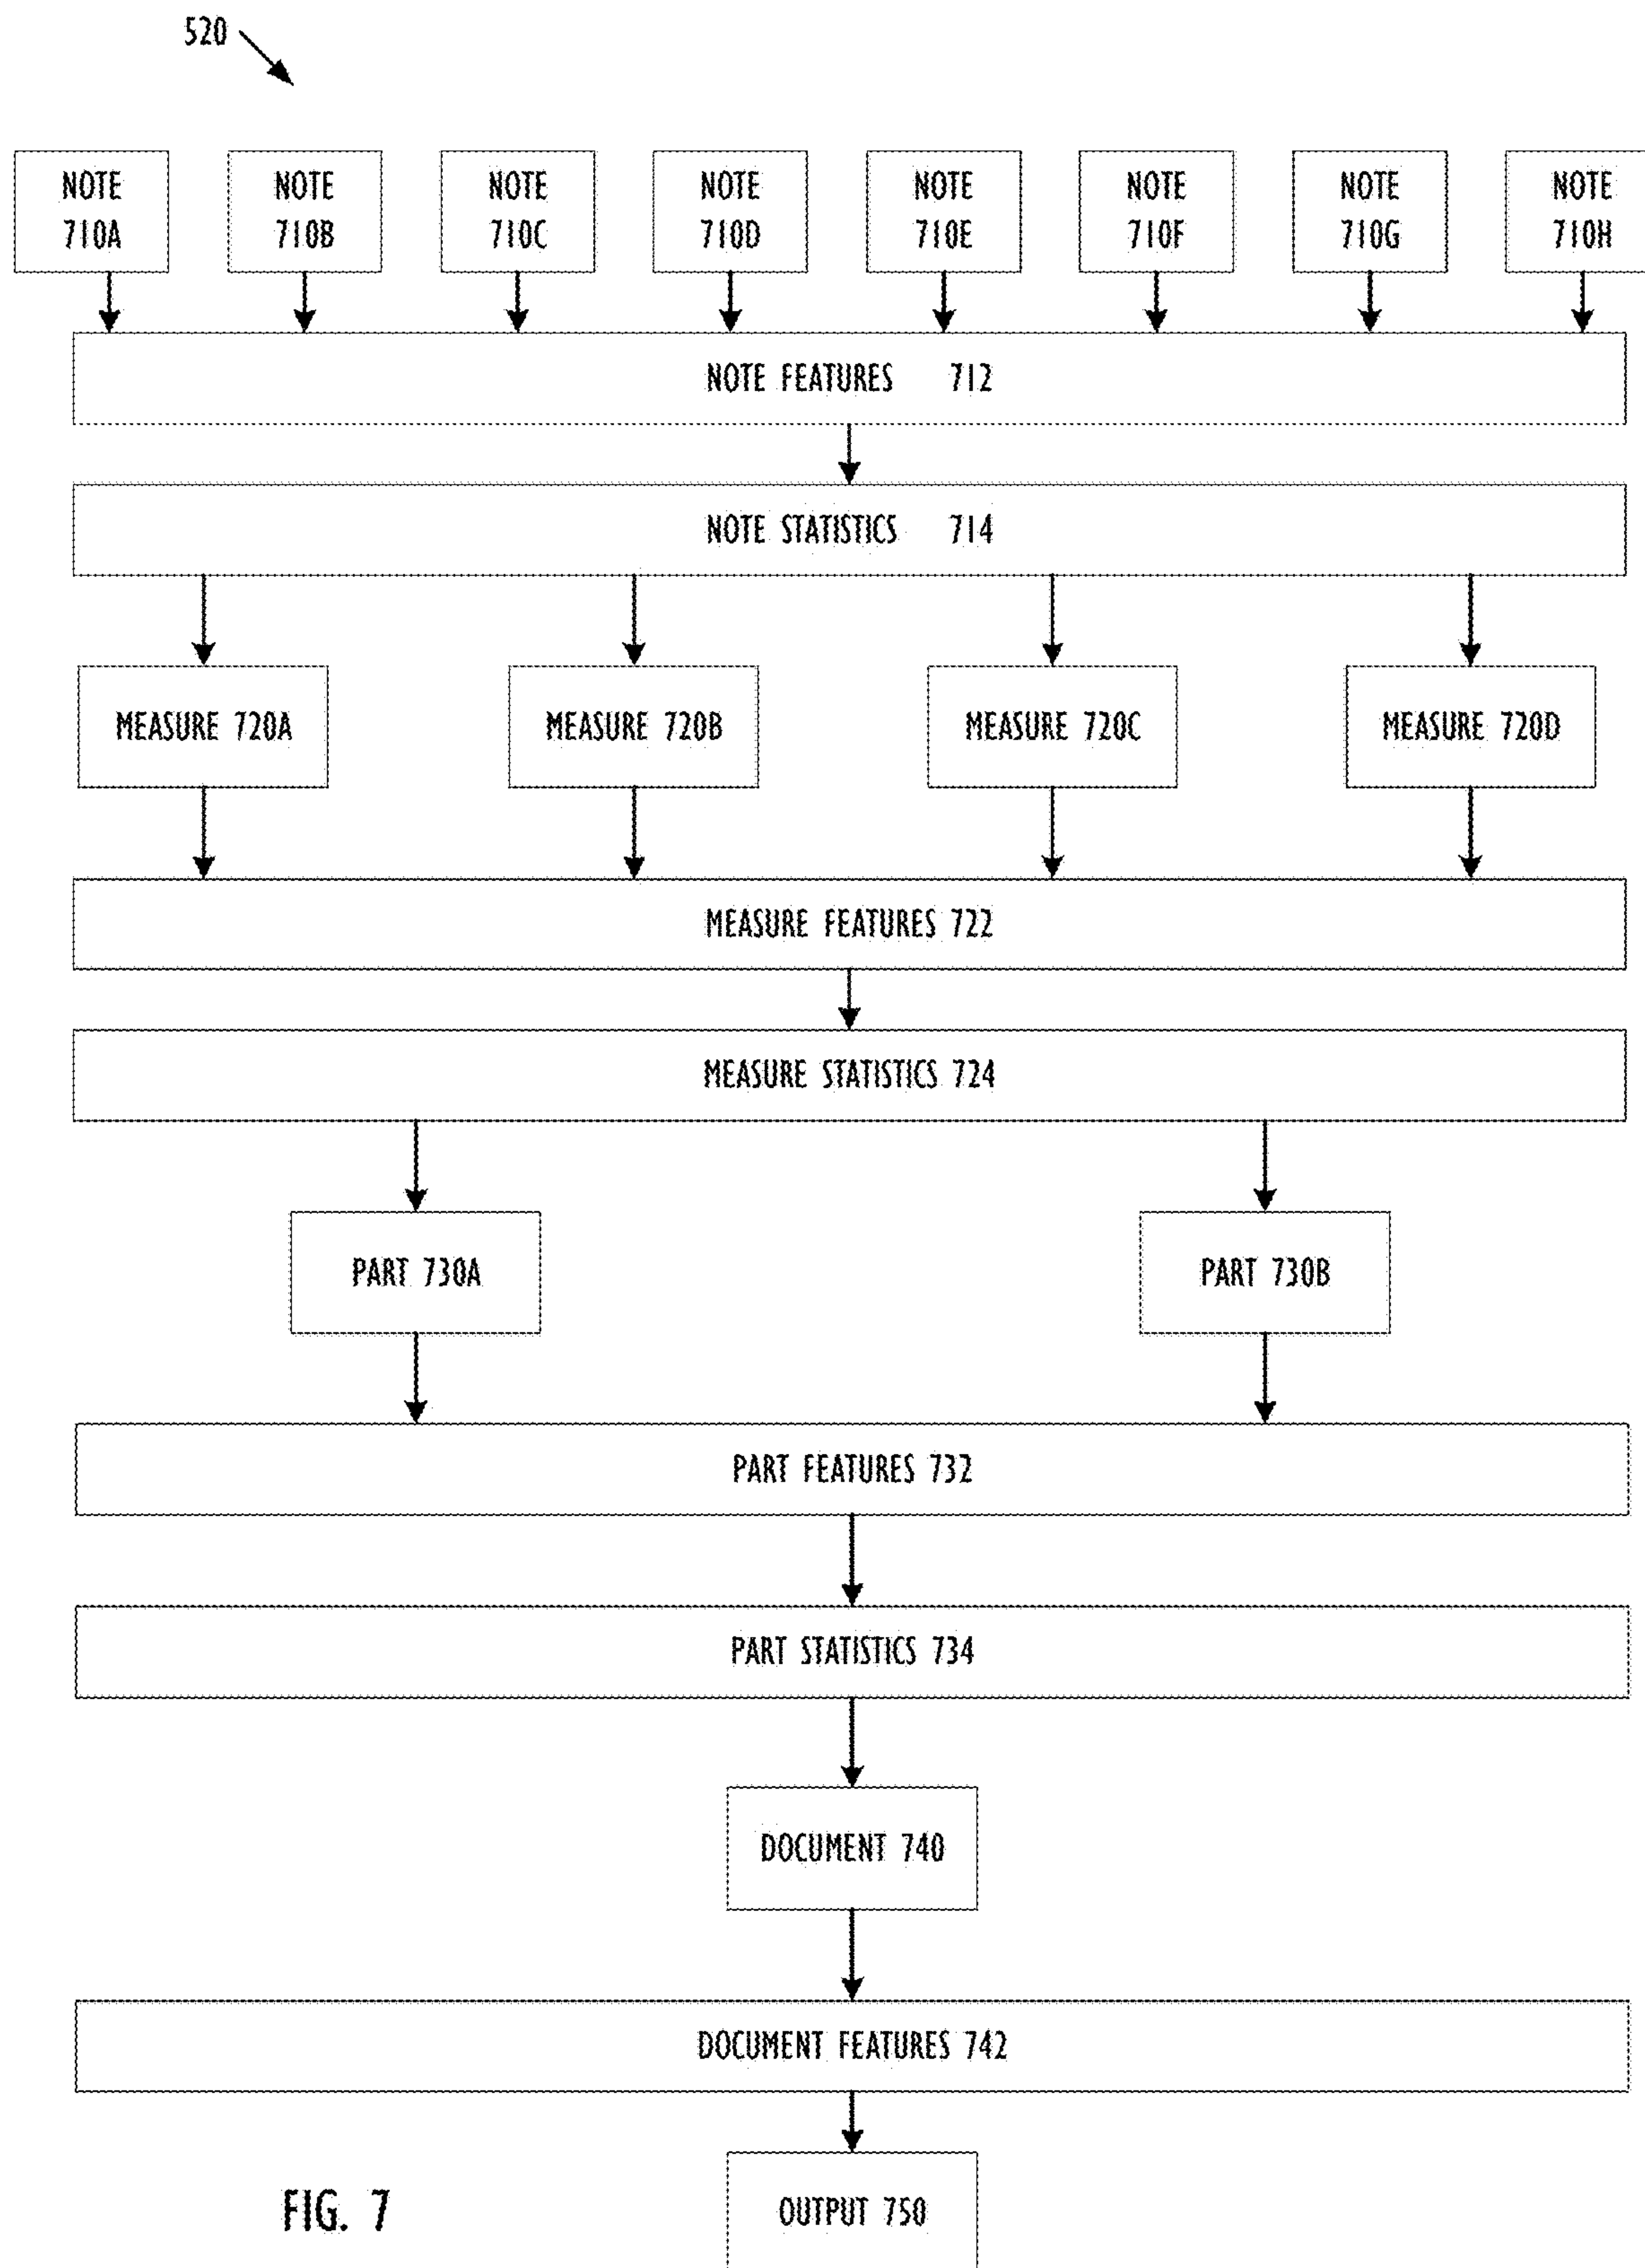 520
NOTE NOTE NOTE NOTE NOTE NOTE NOTE NOTE
710A 710B 710C 710D 710E 710F 710G 710H
NOTE FEATURES 712
NOTE STATISTICS 714
MEASURE 720A MEASURE 720B MEASURE 720C MEASURE 720D
MEASURE FEATURES 722
MEASURE STATISTICS 724
PART 730A PART 730B
PART FEATURES 732
PART STATISTICS 734
DOCUMENT 740
DOCUMENT FEATURES 742
OUTPUT 750
FIG. 7